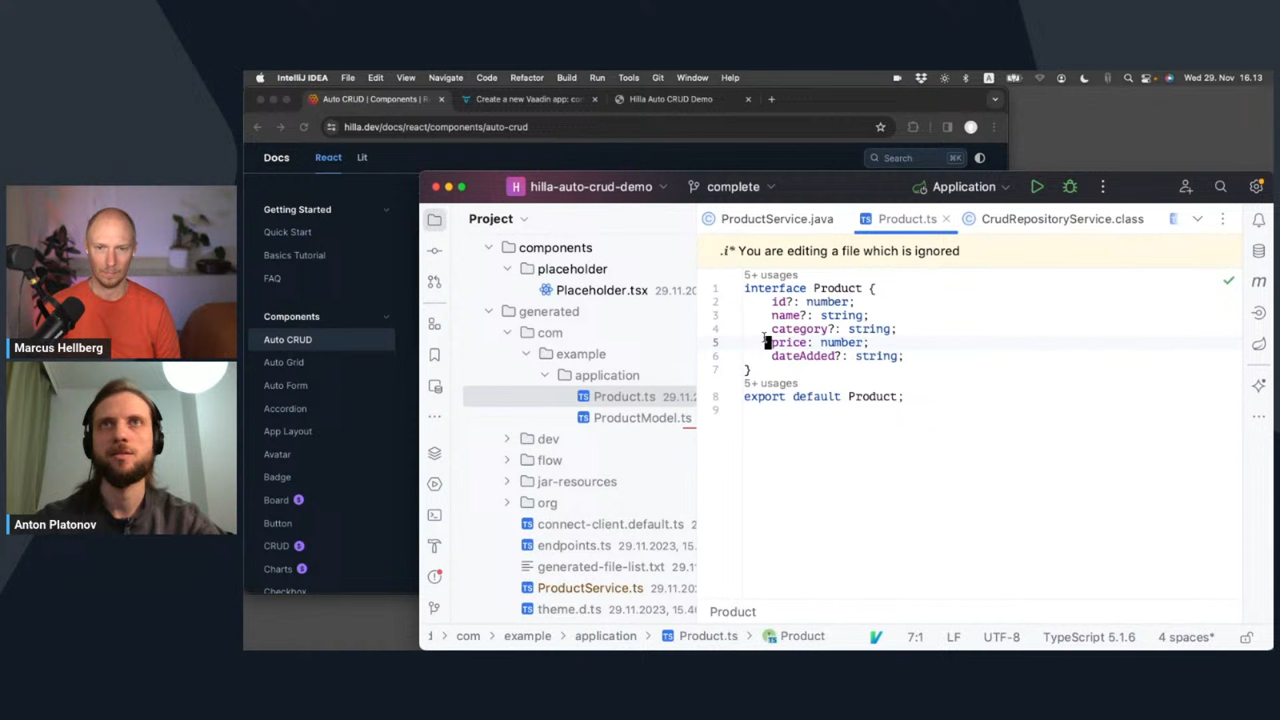 IntelliJ IDEA File Edit View Navigate Code Refactor Build Run Tools Git Window Help
A
Wed 29. Nov 16.13
Auto CRUD | Components | R
Create a new Vaadin app: co
Hilla Auto CRUD Demo
hilla.dev/docs/react/components/auto-crud
Docs React Lit
Search ⌘K
Getting Started
Quick Start
Basics Tutorial
FAQ
Components
Auto CRUD
Auto Grid
Auto Form
Accordion
App Layout
Avatar
Badge
Board $
Button
CRUD $
Charts $
Checkbox
H hilla-auto-crud-demo complete Application
Project
components
placeholder
Placeholder.tsx 29.11.20
generated
com
example
application
Product.ts 29.11.2
ProductModel.ts
dev
flow
jar-resources
org
connect-client.default.ts 29
endpoints.ts 29.11.2023, 15.
generated-file-list.txt 29.1
ProductService.ts 29.11.202
theme.d.ts 29.11.2023, 15.46
ProductService.java Product.ts CrudRepositoryService.class
.i* You are editing a file which is ignored
5+ usages
1 interface Product {
2 id?: number;
3 name?: string;
4 category?: string;
5 price: number;
6 dateAdded?: string;
7 }
5+ usages
8 export default Product;
9
Product
d com example application Product.ts Product 7:1 LF UTF-8 TypeScript 5.1.6 4 spaces*
Marcus Hellberg
Anton Platonov